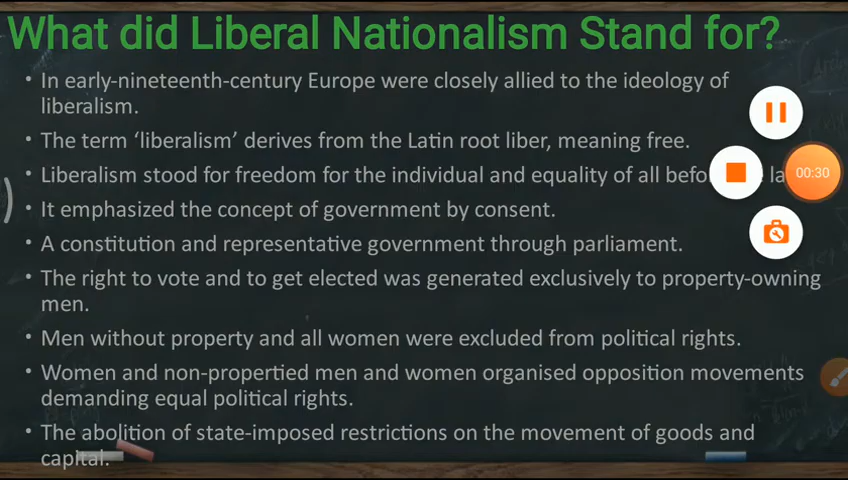 What did Liberal Nationalism Stand for?
• In early-nineteenth-century Europe were closely allied to the ideology of
liberalism.
• The term ‘liberalism’ derives from the Latin root liber, meaning free.
• Liberalism stood for freedom for the individual and equality of all
00:30
• It emphasized the concept of government by consent.
• A constitution and representative government through parliament.
• The right to vote and to get elected was generated exclusively to property-owning
men.
• Men without property and all women were excluded from political rights.
• Women and non-propertied men and women organised opposition movements
demanding equal political rights.
• The abolition of state-imposed restrictions on the movement of goods and
capital.